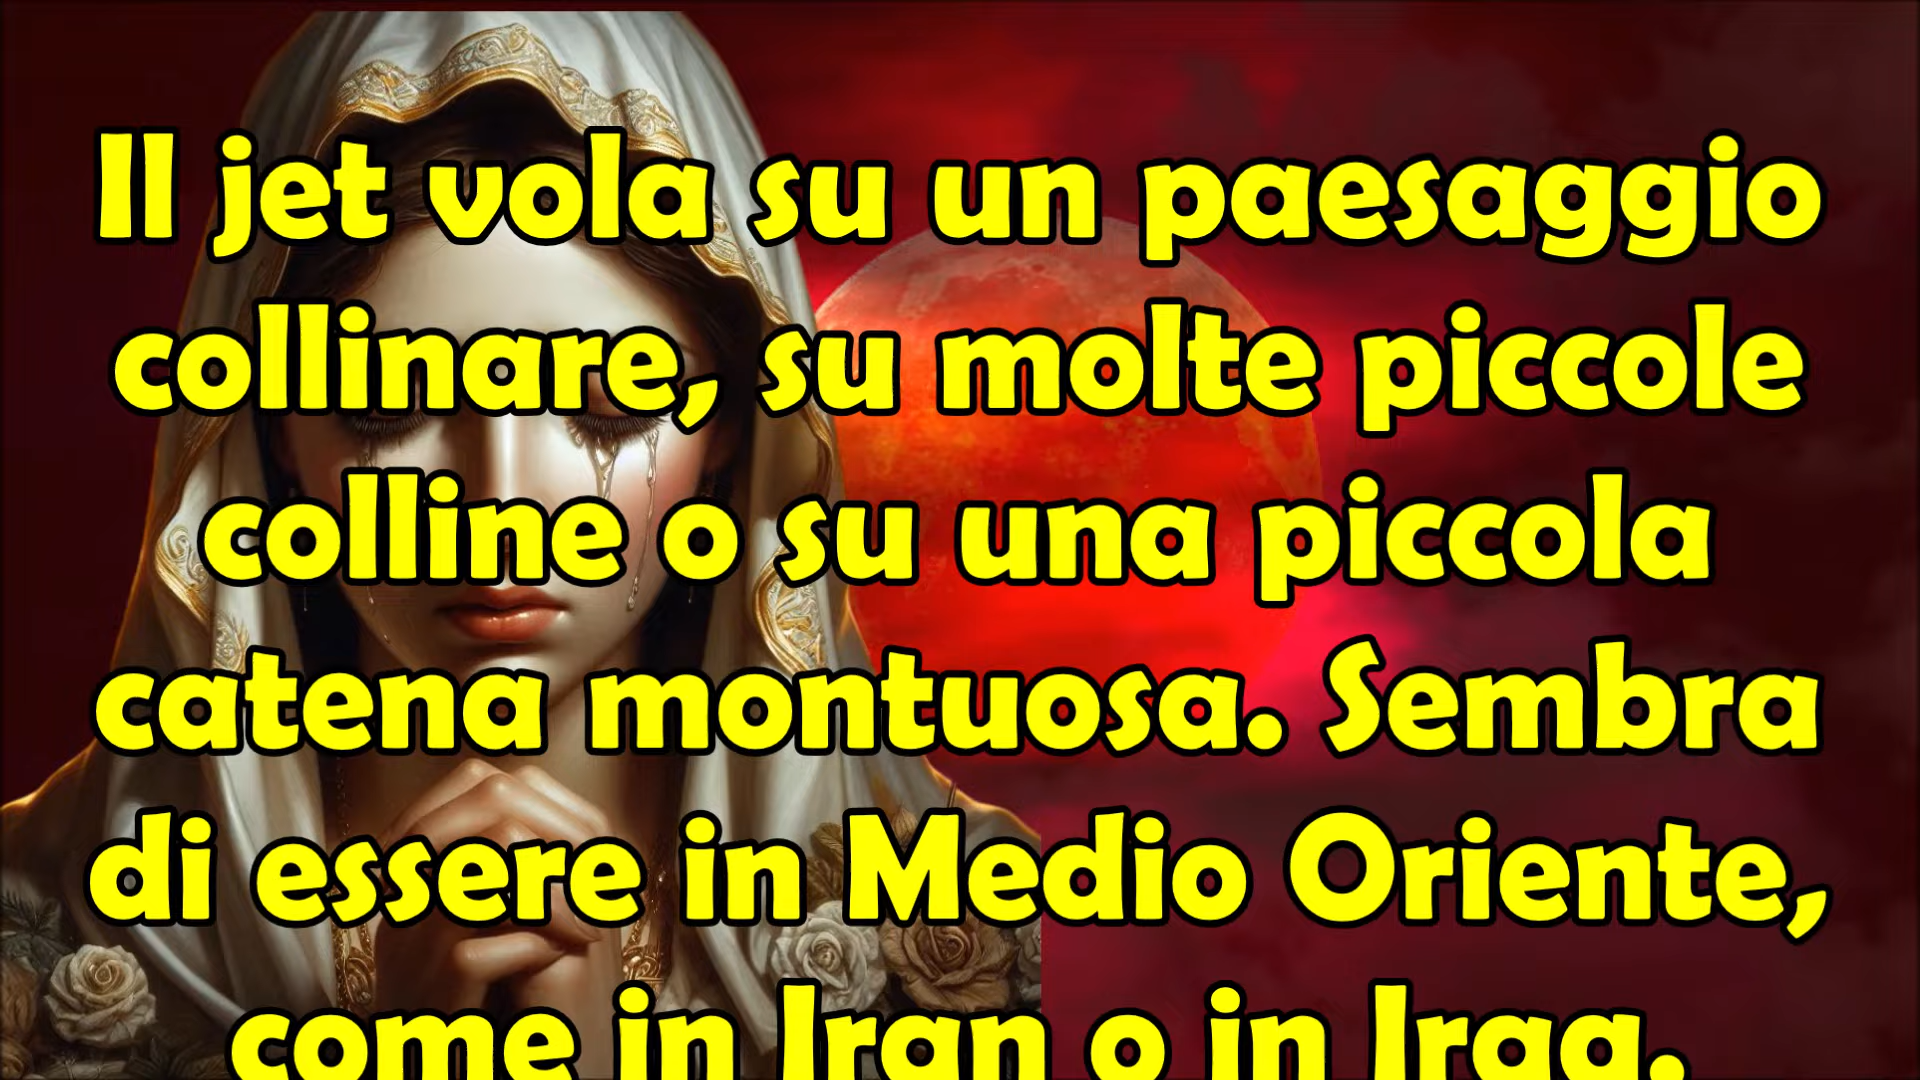 Il jet vola su un paesaggio
collinare, su molte piccole
colline o su una piccola
catena montuosa. Sembra
di essere in Medio Oriente,
come in Iran o in Iraq.